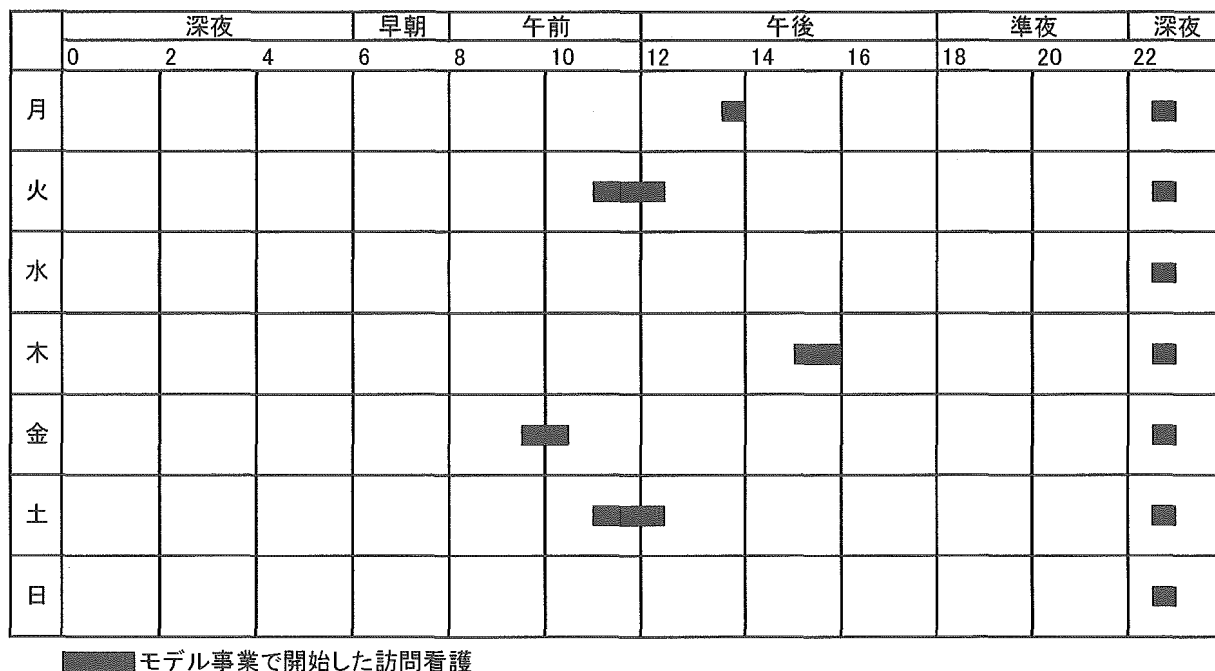 深夜 早朝 午前 午後 準夜 深夜
0 2 4 6 8 10 12 14 16 18 20 22
月
火
水
木
金
土
日
モデル事業で開始した訪問看護